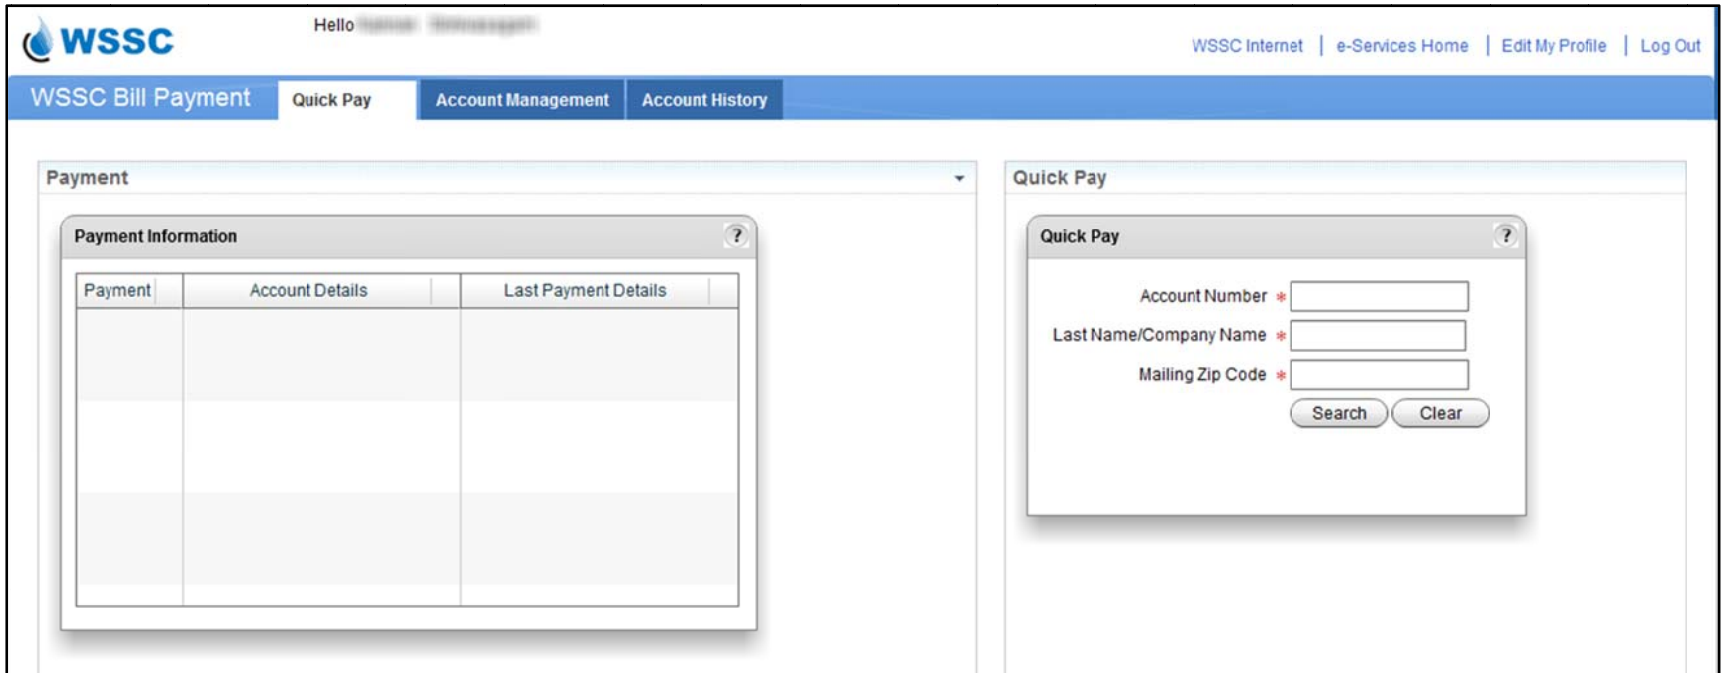 WSSC
Hello
WSSC Internet | e-Services Home | Edit My Profile | Log Out
WSSC Bill Payment
Quick Pay
Account Management
Account History
Payment
Payment Information
?
Payment
Account Details
Last Payment Details
Quick Pay
Quick Pay
?
Account Number *
Last Name/Company Name *
Mailing Zip Code *
Search
Clear